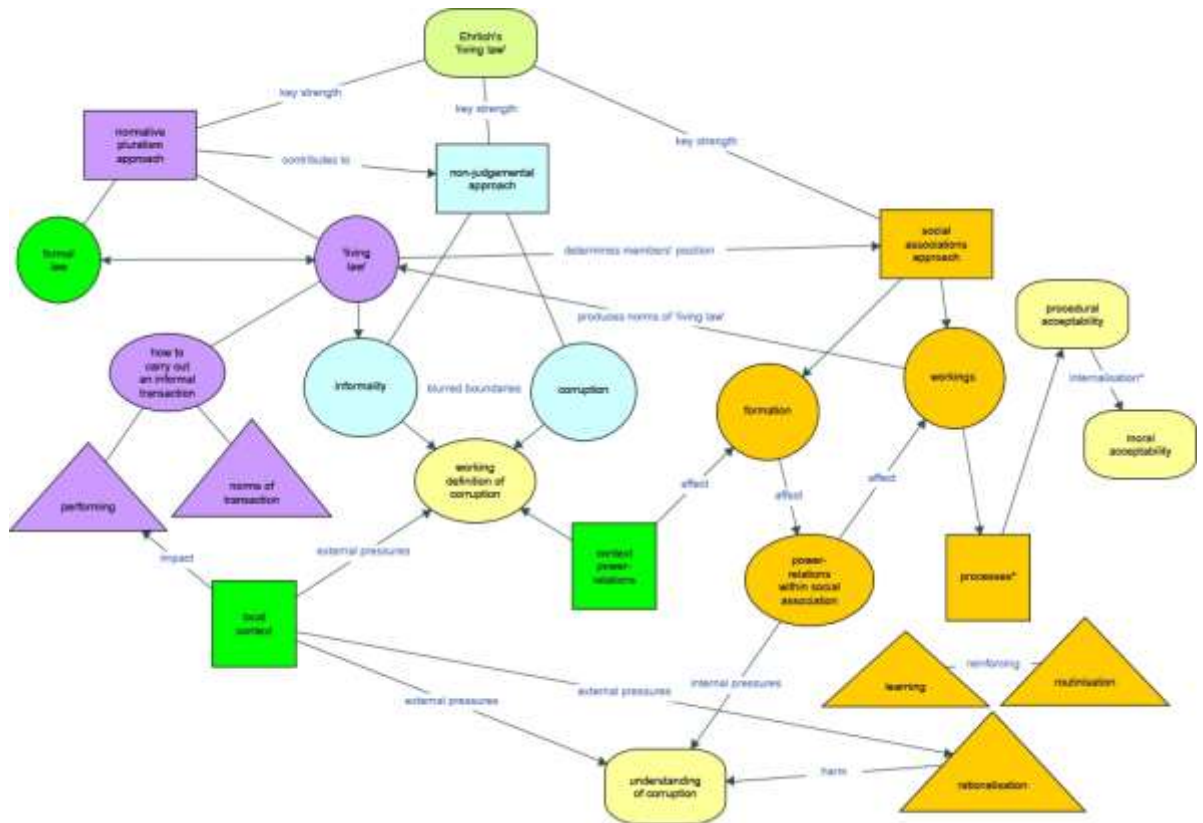 Ehrlich's
'living law'
key strength
key strength
key strength
normative
pluralism
approach
contributes to
non-judgemental
approach
social
associations
approach
formal
law
'living
law'
determines members' position
produces norms of 'living law'
procedural
acceptability
internalisation*
moral
acceptability
how to
carry out
an informal
transaction
informality
blurred boundaries
corruption
formation
workings
performing
norms of
transaction
working
definition of
corruption
effect
effect
effect
impact
external pressures
context
power-
relations
power-
relations
within social
association
processes*
local
context
learning
reinforcing
routinisation
external pressures
external pressures
internal pressures
harm
rationalisation
understanding
of corruption